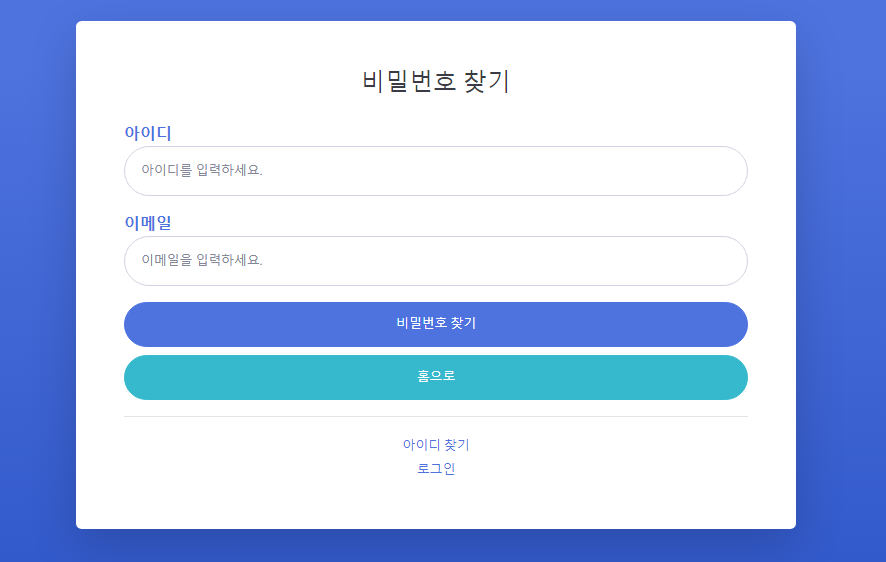 비밀번호 찾기
아이디
아이디를 입력하세요.
이메일
이메일을 입력하세요.
비밀번호 찾기
홈으로
아이디 찾기
로그인